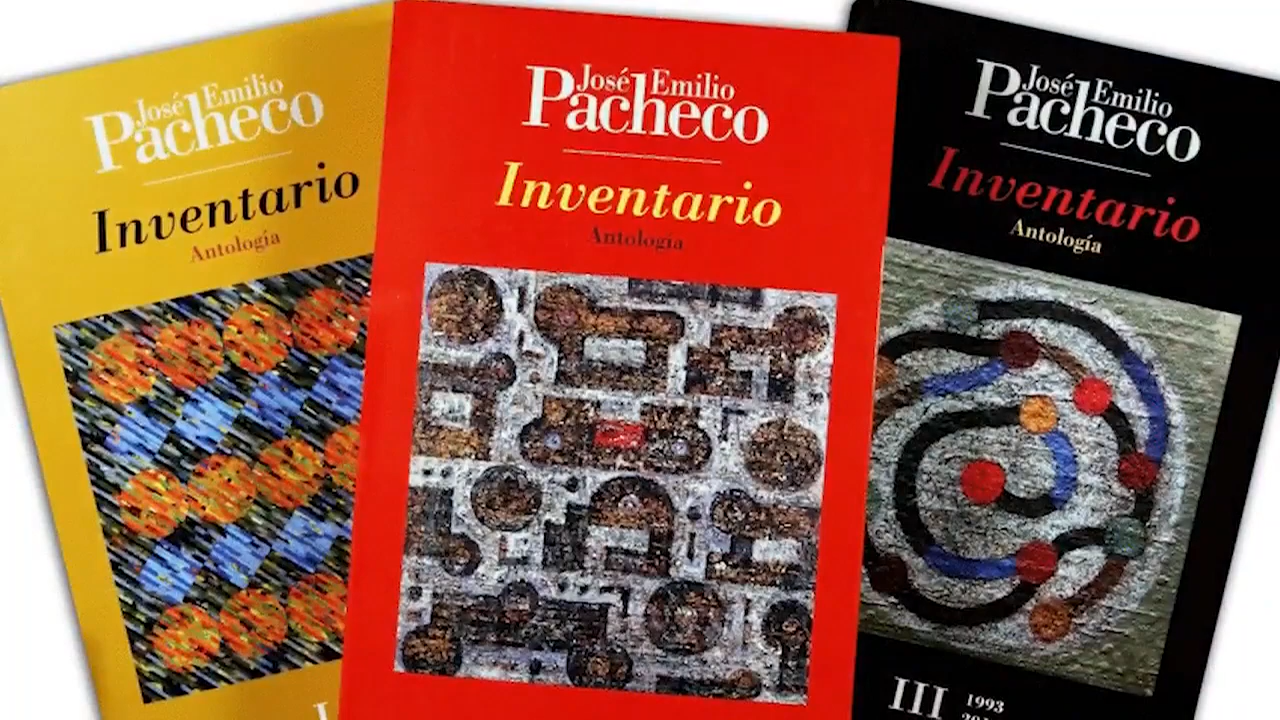 José Emilio
Pacheco
Inventario
Antología
I
José Emilio
Pacheco
Inventario
Antología
José Emilio
Pacheco
Inventario
Antología
III 1993